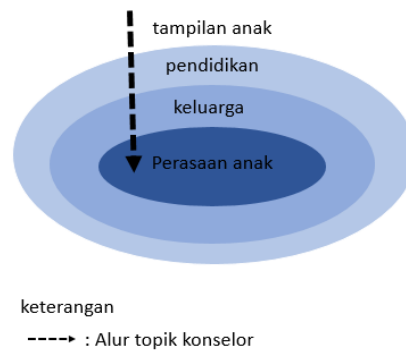 tampilan anak
pendidikan
keluarga
Perasaan anak
keterangan
: Alur topik konselor